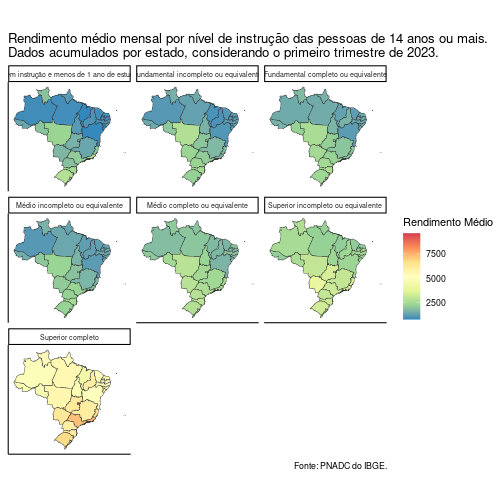 Rendimento médio mensal por nível de instrução das pessoas de 14 anos ou mais.
Dados acumulados por estado, considerando o primeiro trimestre de 2023.
m instrução e menos de 1 ano de estu
undamental incompleto ou equivalent
Fundamental completo ou equivalente
Médio incompleto ou equivalente
Médio completo ou equivalente
Superior incompleto ou equivalente
Superior completo
Rendimento Médio
7500
5000
2500
Fonte: PNADC do IBGE.